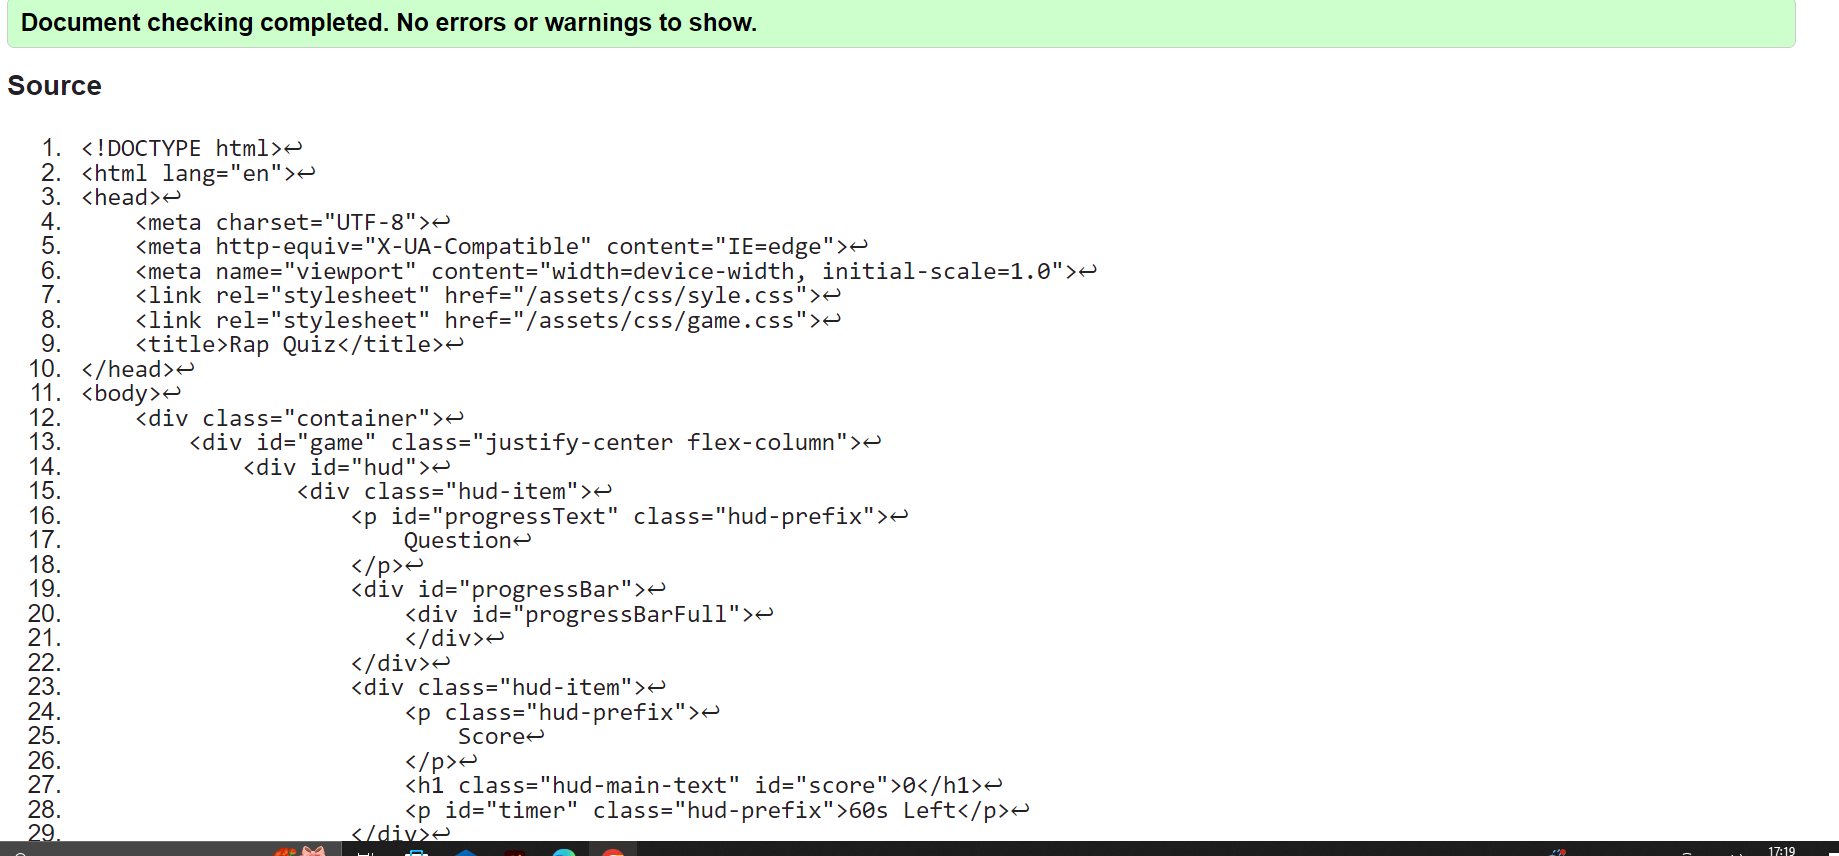 Document checking completed. No errors or warnings to show.
Source
1. <!DOCTYPE html>↩
2. <html lang="en">↩
3. <head>↩
4.     <meta charset="UTF-8">↩
5.     <meta http-equiv="X-UA-Compatible" content="IE=edge">↩
6.     <meta name="viewport" content="width=device-width, initial-scale=1.0">↩
7.     <link rel="stylesheet" href="/assets/css/syle.css">↩
8.     <link rel="stylesheet" href="/assets/css/game.css">↩
9.     <title>Rap Quiz</title>↩
10. </head>↩
11. <body>↩
12.     <div class="container">↩
13.         <div id="game" class="justify-center flex-column">↩
14.             <div id="hud">↩
15.                 <div class="hud-item">↩
16.                     <p id="progressText" class="hud-prefix">↩
17.                         Question↩
18.                     </p>↩
19.                     <div id="progressBar">↩
20.                         <div id="progressBarFull">↩
21.                         </div>↩
22.                     </div>↩
23.                     <div class="hud-item">↩
24.                         <p class="hud-prefix">↩
25.                             Score↩
26.                         </p>↩
27.                         <h1 class="hud-main-text" id="score">0</h1>↩
28.                         <p id="timer" class="hud-prefix">60s Left</p>↩
29.                     </div>↩
17:19